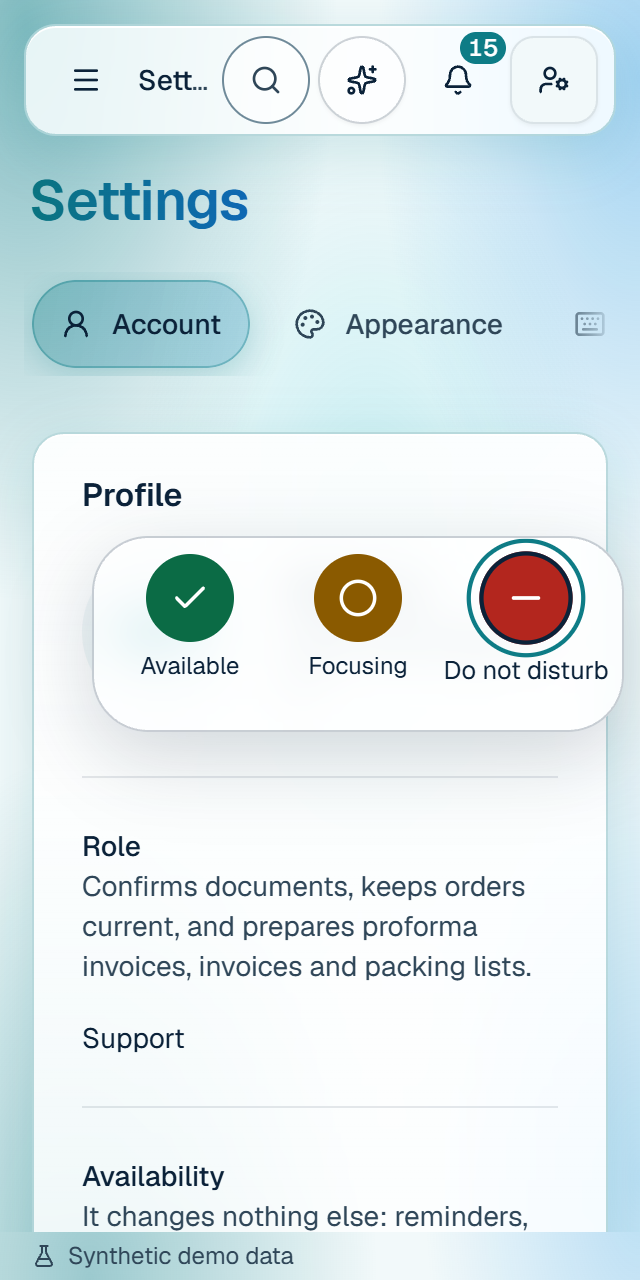 Sett...
15
Settings
Account
Appearance
Profile
Available
Focusing
Do not disturb
Role
Confirms documents, keeps orders
current, and prepares proforma
invoices, invoices and packing lists.
Support
Availability
It changes nothing else: reminders,
Synthetic demo data